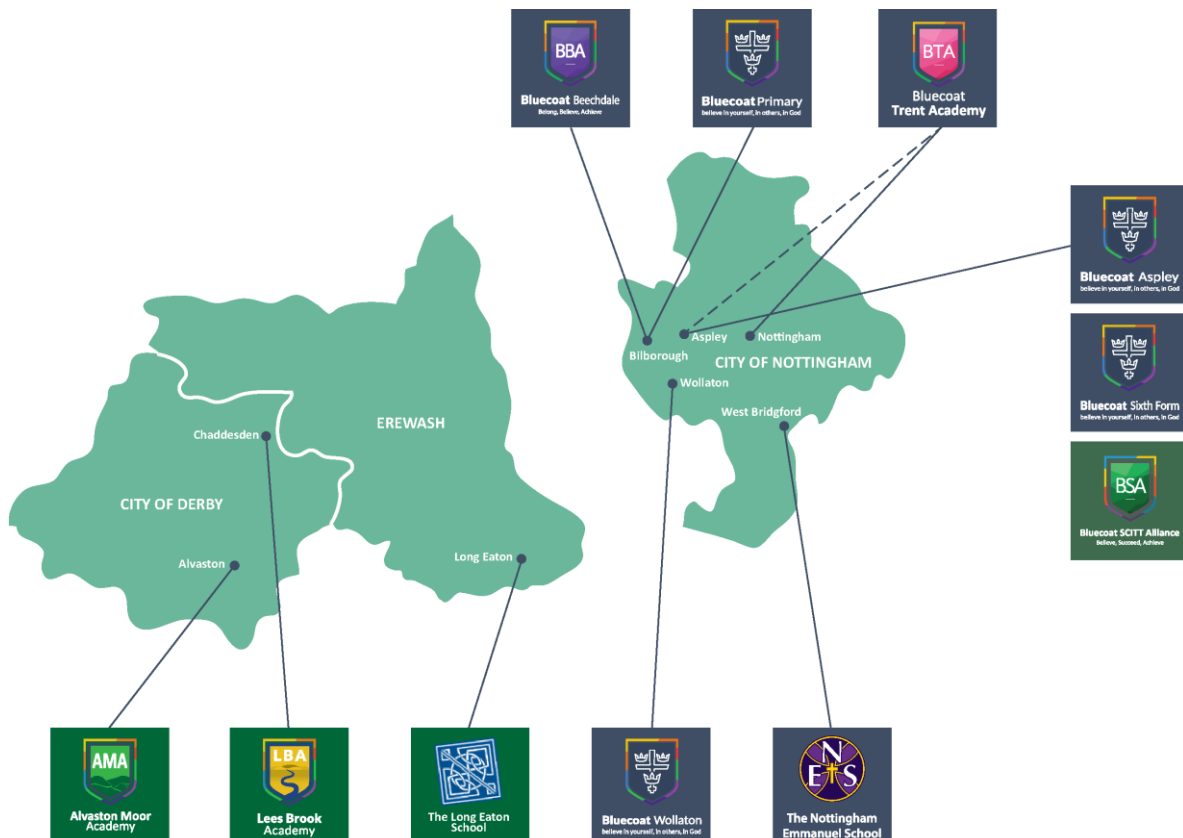 BBA
Bluecoat Beechdale
Belong, Believe, Achieve
Bluecoat Primary
believe in yourself, in others, in God
BTA
Bluecoat
Trent Academy
Bluecoat Aspley
believe in yourself, in others, in God
Bluecoat Sixth Form
believe in yourself, in others, in God
BSA
Bluecoat SCITT Alliance
Believe, Succeed, Achieve
Aspley
Nottingham
Bilborough
CITY OF NOTTINGHAM
Wollaton
West Bridgford
EREWASH
Chaddesden
CITY OF DERBY
Long Eaton
Alvaston
AMA
Alvaston Moor
Academy
LBA
Lees Brook
Academy
The Long Eaton
School
Bluecoat Wollaton
believe in yourself, in others, in God
N
E S
The Nottingham
Emmanuel School